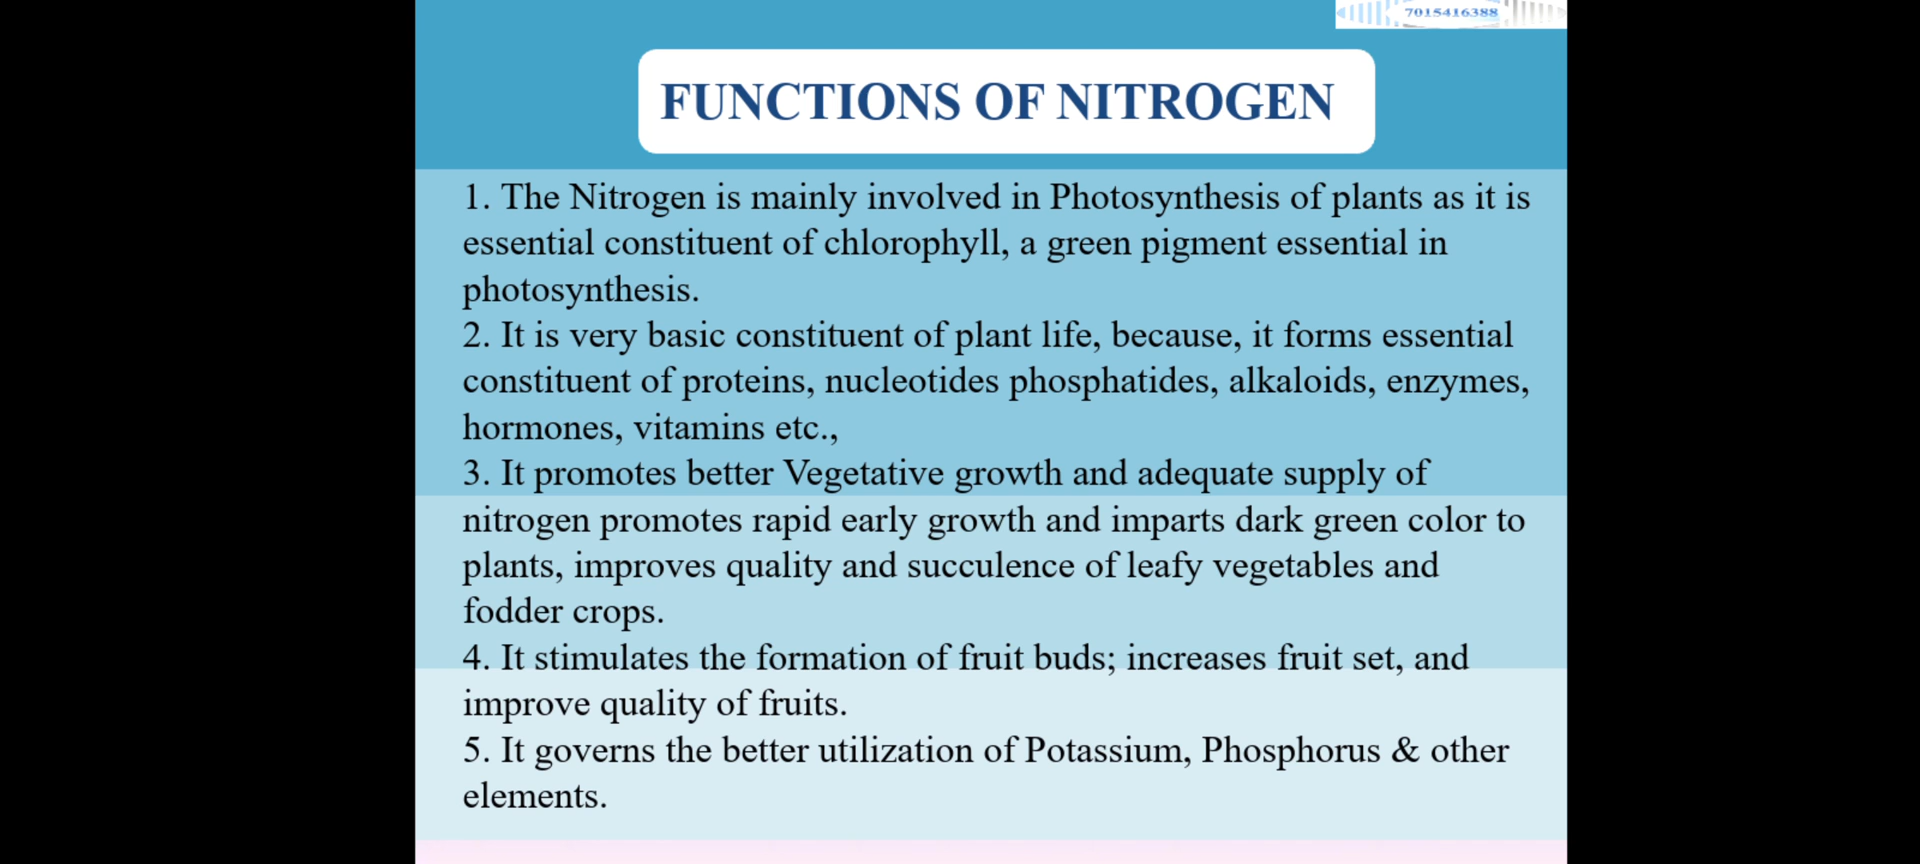 7015416388
FUNCTIONS OF NITROGEN
1. The Nitrogen is mainly involved in Photosynthesis of plants as it is
essential constituent of chlorophyll, a green pigment essential in
photosynthesis.
2. It is very basic constituent of plant life, because, it forms essential
constituent of proteins, nucleotides phosphatides, alkaloids, enzymes,
hormones, vitamins etc.,
3. It promotes better Vegetative growth and adequate supply of
nitrogen promotes rapid early growth and imparts dark green color to
plants, improves quality and succulence of leafy vegetables and
fodder crops.
4. It stimulates the formation of fruit buds; increases fruit set, and
improve quality of fruits.
5. It governs the better utilization of Potassium, Phosphorus & other
elements.